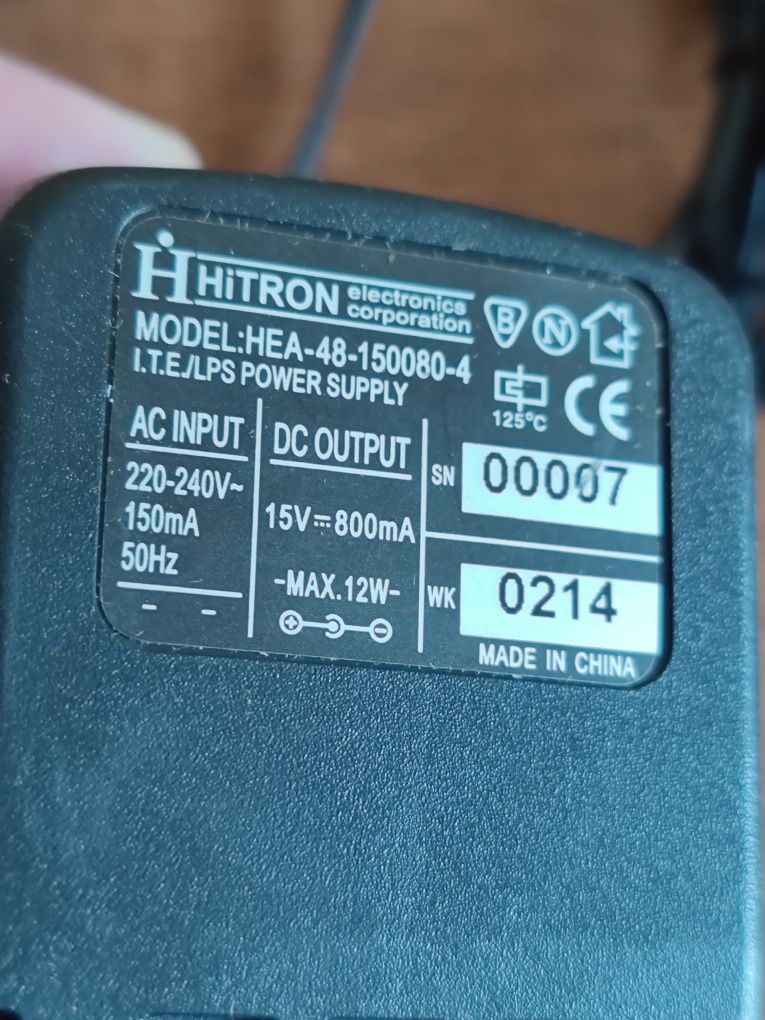 HiTRON electronics corporation
MODEL:HEA-48-150080-4
I.T.E./LPS POWER SUPPLY
B
N
125°C
CE
AC INPUT
220-240V~
150mA
50Hz
- -
DC OUTPUT
15V⎓800mA
-MAX.12W-
SN 00007
WK 0214
MADE IN CHINA